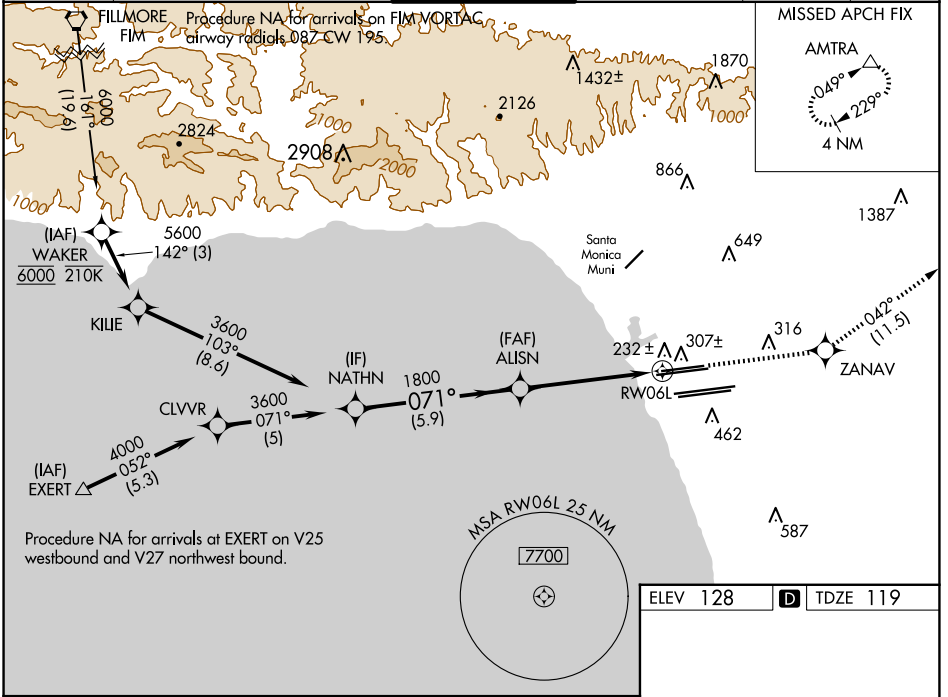 FILLMORE
FIM
Procedure NA for arrivals on FIM VORTAC
airway radials 087 CW 195.
6000
161°
(19.1)
1000
2824
2908
2000
1000
2126
1432±
1870
1000
MISSED APCH FIX
AMTRA
049°
229°
4 NM
866
1387
649
Santa
Monica
Muni
(IAF)
WAKER
6000 210K
5600
142° (3)
KILIE
3600
103°
(8.6)
(IF)
NATHN
(FAF)
ALISN
1800
071°
(5.9)
CLVVR
3600
071°
(5)
4000
052°
(5.3)
(IAF)
EXERT
232 ±
307±
316
RW06L
462
587
ZANAV
042°
(11.5)
Procedure NA for arrivals at EXERT on V25
westbound and V27 northwest bound.
MSA RW06L 25 NM
7700
ELEV 128
D
TDZE 119